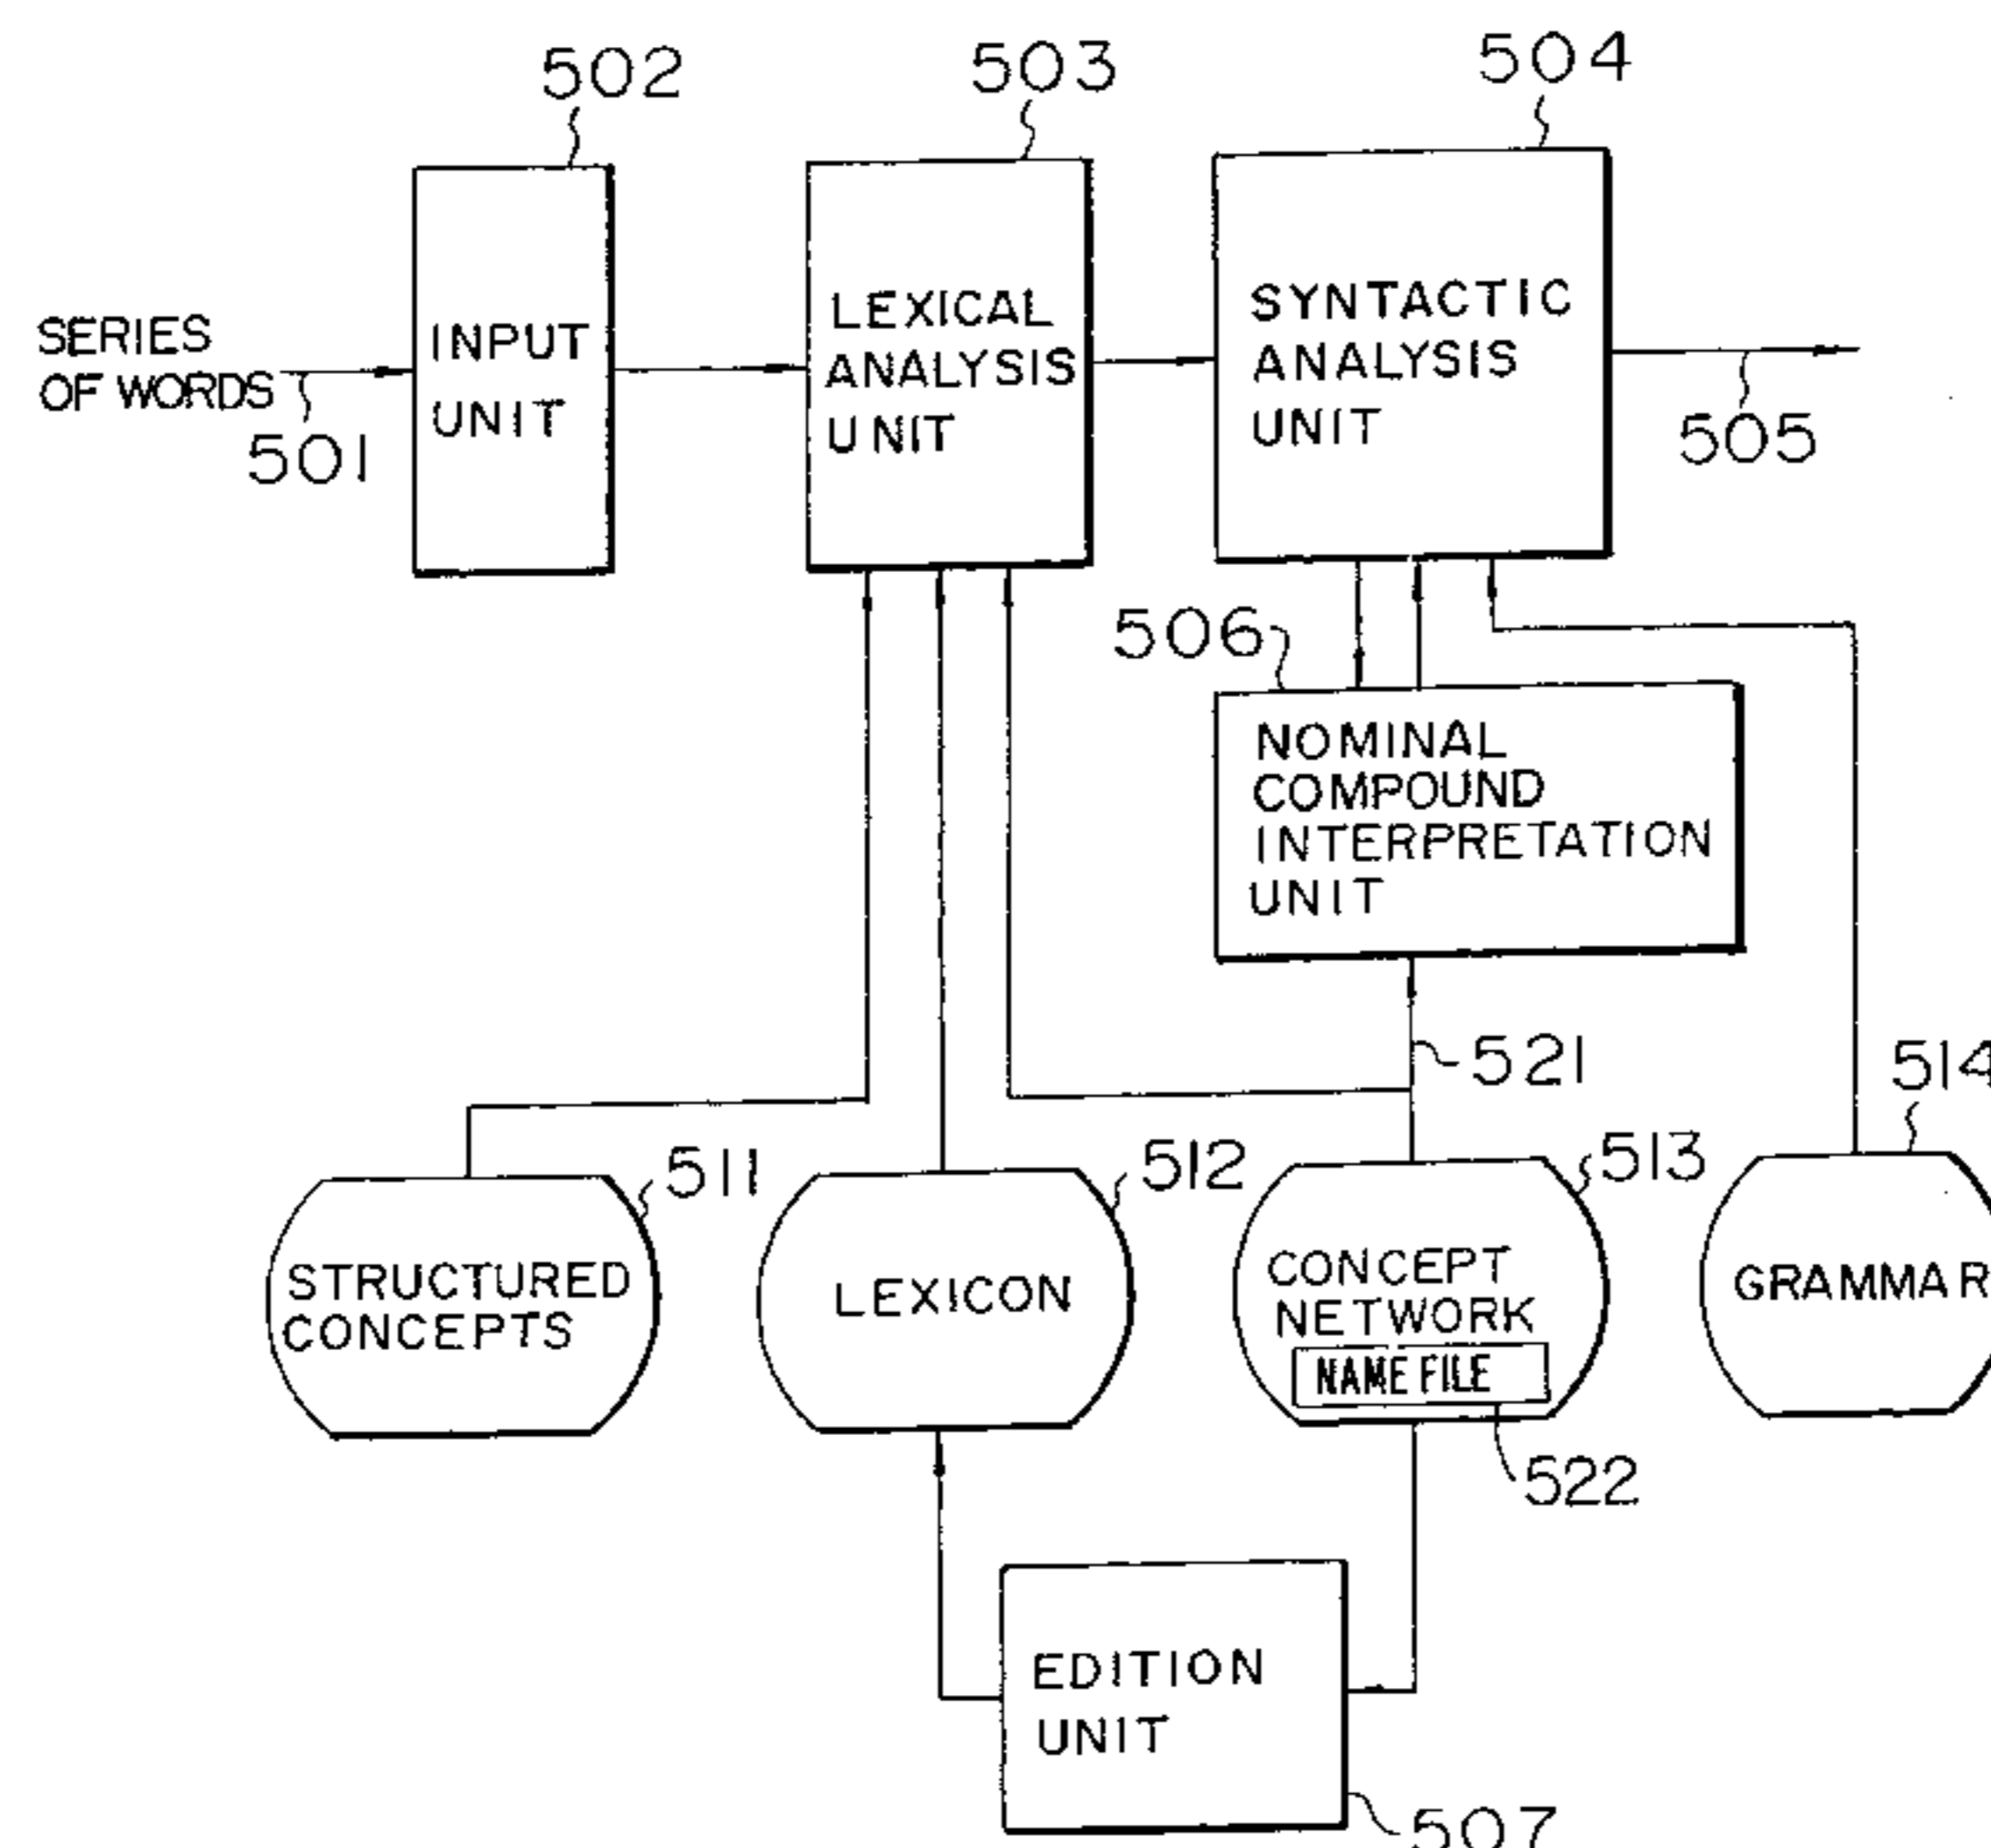 502
503
504
SERIES
OF WORDS
501
INPUT
UNIT
LEXICAL
ANALYSIS
UNIT
SYNTACTIC
ANALYSIS
UNIT
505
506
NOMINAL
COMPOUND
INTERPRETATION
UNIT
521
514
511
512
513
STRUCTURED
CONCEPTS
LEXICON
CONCEPT
NETWORK
NAME FILE
GRAMMAR
522
EDITION
UNIT
507